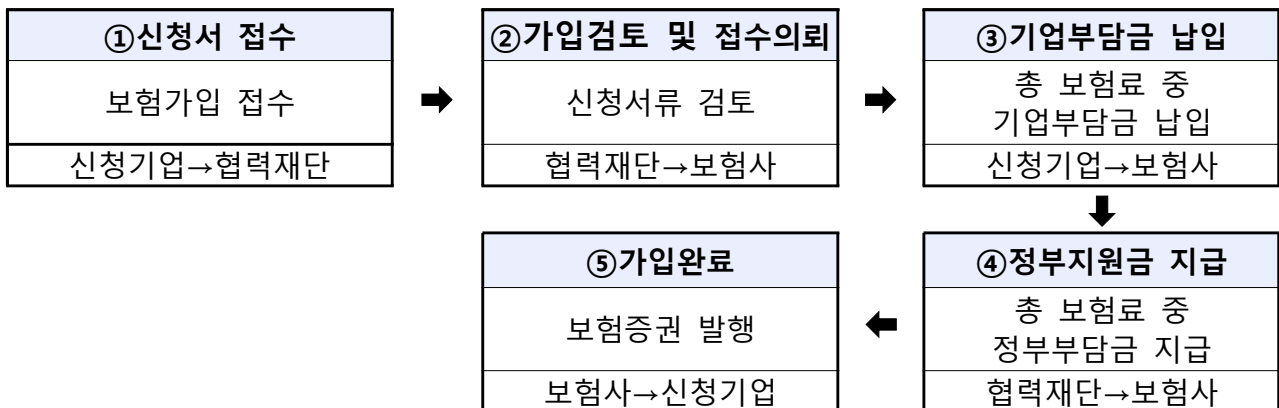 ①신청서 접수
보험가입 접수
신청기업→협력재단
②가입검토 및 접수의뢰
신청서류 검토
협력재단→보험사
③기업부담금 납입
총 보험료 중
기업부담금 납입
신청기업→보험사
④정부지원금 지급
총 보험료 중
정부부담금 지급
협력재단→보험사
⑤가입완료
보험증권 발행
보험사→신청기업